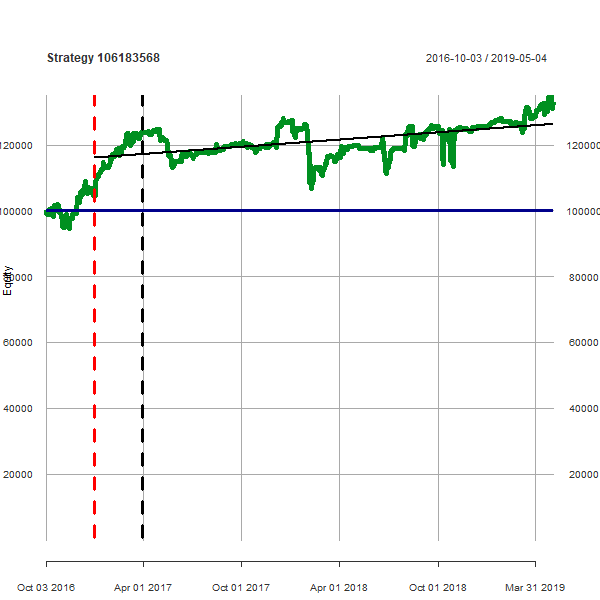 Strategy 106183568
2016-10-03 / 2019-05-04
120000
120000
100000
100000
80000
80000
60000
60000
40000
40000
20000
20000
Equity
Oct 03 2016
Apr 01 2017
Oct 01 2017
Apr 01 2018
Oct 01 2018
Mar 31 2019